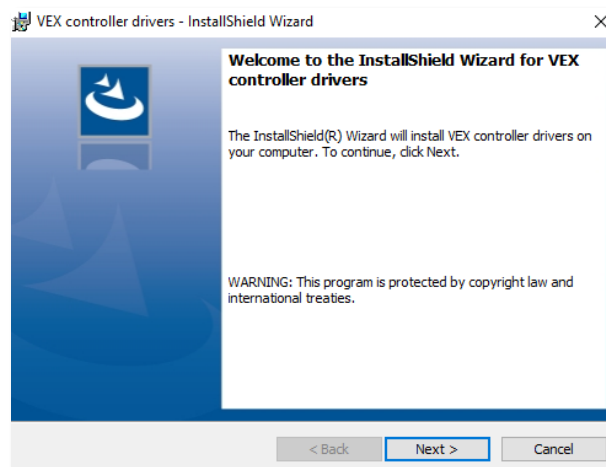 VEX controller drivers - InstallShield Wizard
Welcome to the InstallShield Wizard for VEX
controller drivers
The InstallShield(R) Wizard will install VEX controller drivers on
your computer. To continue, click Next.
WARNING: This program is protected by copyright law and
international treaties.
< Back Next > Cancel